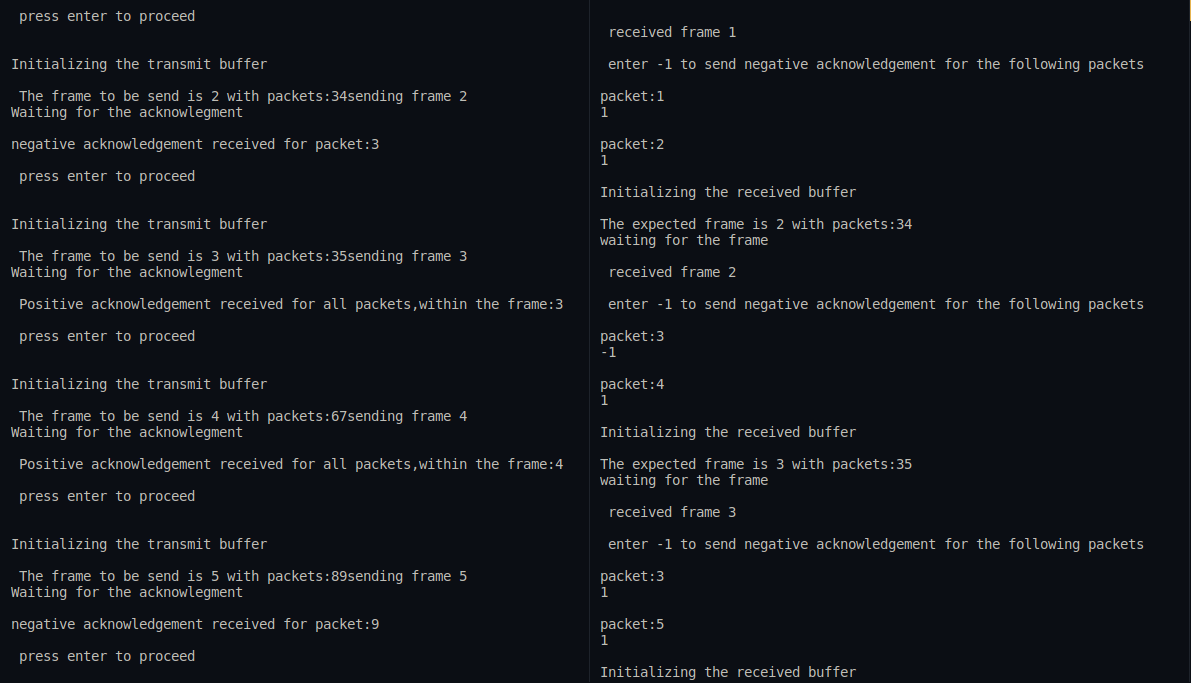 press enter to proceed
Initializing the transmit buffer
The frame to be send is 2 with packets:34sending frame 2
Waiting for the acknowlegment
negative acknowledgement received for packet:3
press enter to proceed
Initializing the transmit buffer
The frame to be send is 3 with packets:35sending frame 3
Waiting for the acknowlegment
Positive acknowledgement received for all packets,within the frame:3
press enter to proceed
Initializing the transmit buffer
The frame to be send is 4 with packets:67sending frame 4
Waiting for the acknowlegment
Positive acknowledgement received for all packets,within the frame:4
press enter to proceed
Initializing the transmit buffer
The frame to be send is 5 with packets:89sending frame 5
Waiting for the acknowlegment
negative acknowledgement received for packet:9
press enter to proceed
received frame 1
enter -1 to send negative acknowledgement for the following packets
packet:1
1
packet:2
1
Initializing the received buffer
The expected frame is 2 with packets:34
waiting for the frame
received frame 2
enter -1 to send negative acknowledgement for the following packets
packet:3
-1
packet:4
1
Initializing the received buffer
The expected frame is 3 with packets:35
waiting for the frame
received frame 3
enter -1 to send negative acknowledgement for the following packets
packet:3
1
packet:5
1
Initializing the received buffer